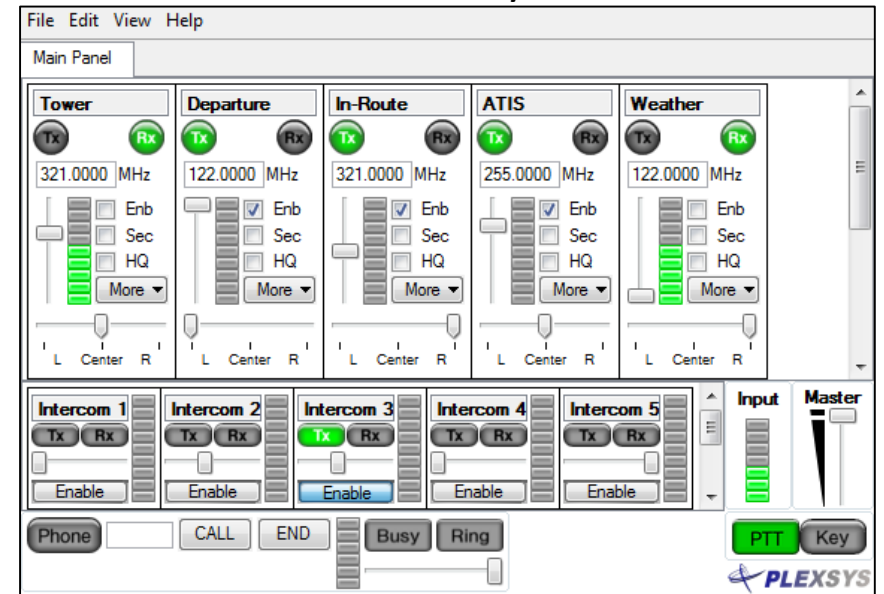 File Edit View Help
Main Panel
Tower Departure In-Route ATIS Weather
Tx Rx Tx Rx Tx Rx Tx Rx Tx Rx
321.0000 MHz 122.0000 MHz 321.0000 MHz 255.0000 MHz 122.0000 MHz
Enb Enb Enb Enb Enb
Sec Sec Sec Sec Sec
HQ HQ HQ HQ HQ
More More More More More
L Center R L Center R L Center R L Center R L Center R
Intercom 1 Intercom 2 Intercom 3 Intercom 4 Intercom 5 Input Master
Tx Rx Tx Rx Tx Rx Tx Rx Tx Rx
Enable Enable Enable Enable Enable
Phone CALL END Busy Ring PTT Key
PLEXSYS